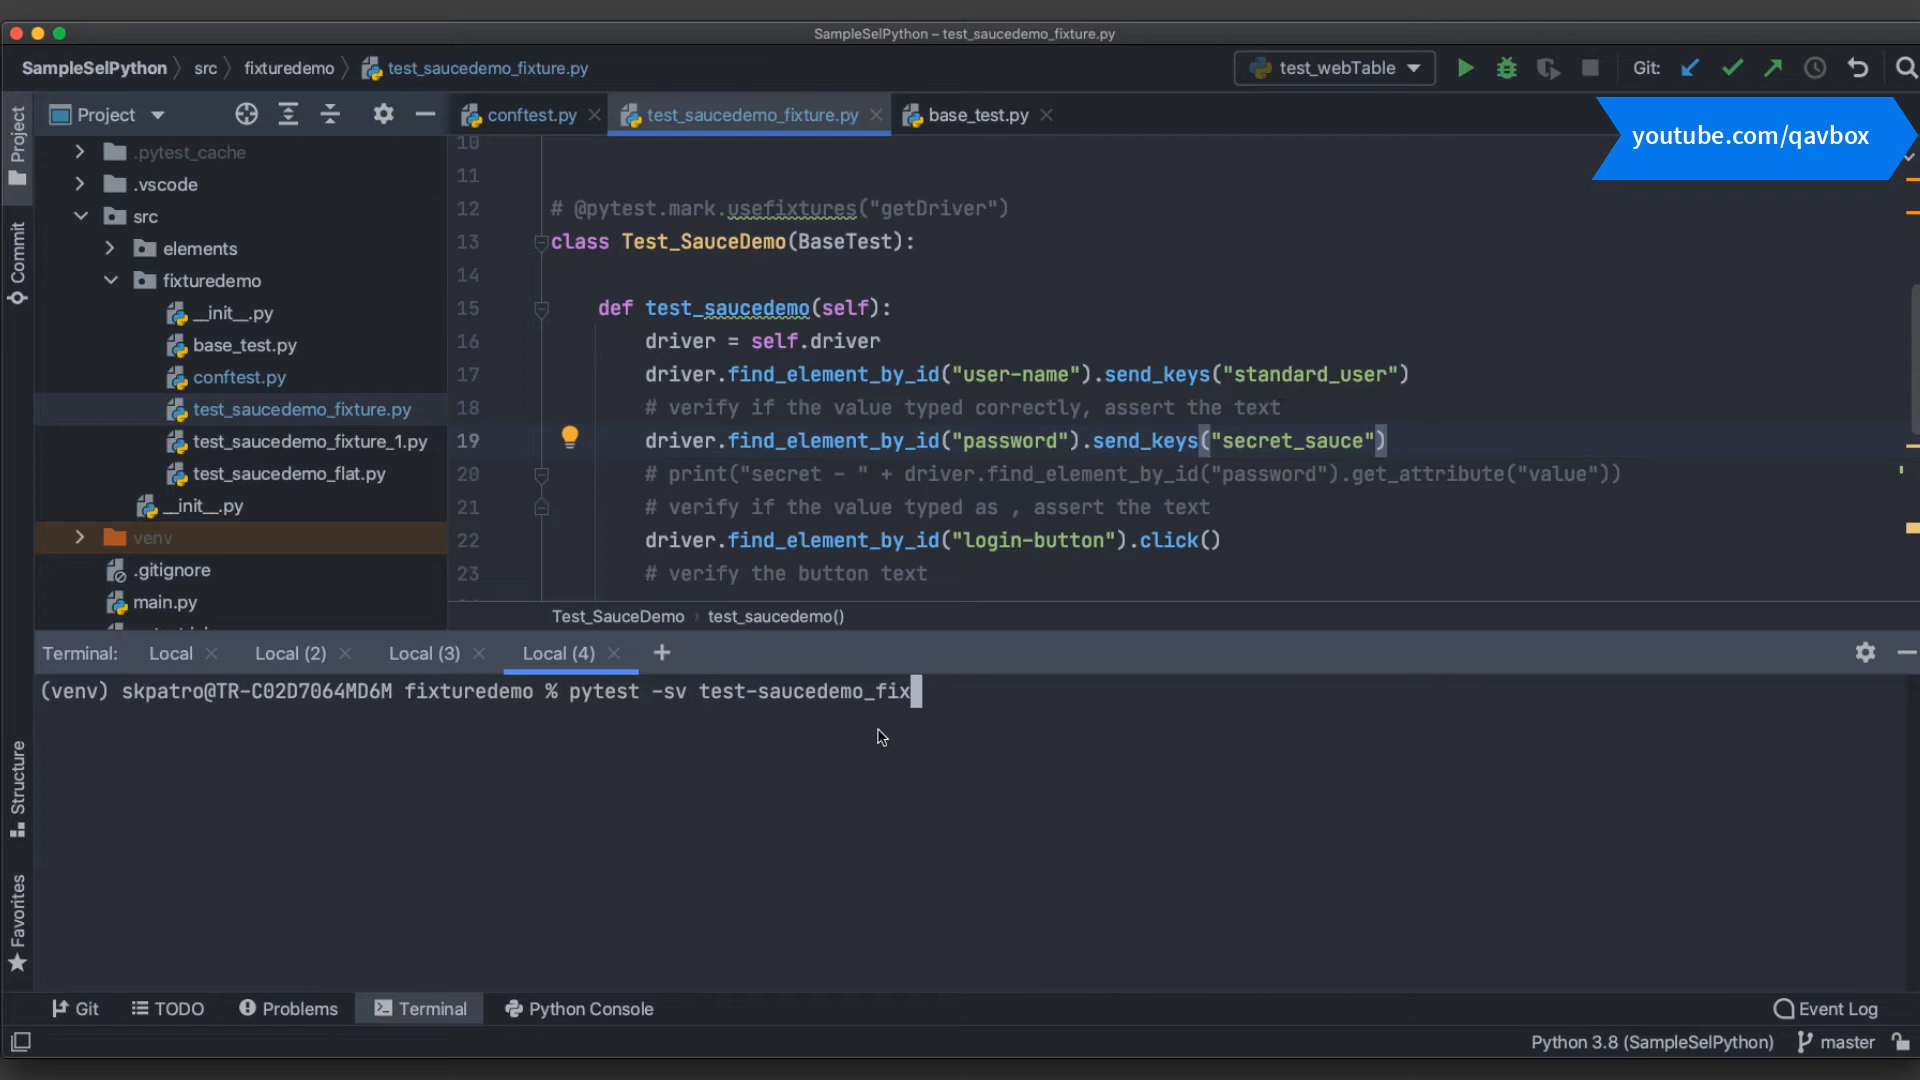 SampleSelPython – test_saucedemo_fixture.py
SampleSelPython src fixturedemo test_saucedemo_fixture.py test_webTable Git:
Project conftest.py test_saucedemo_fixture.py base_test.py
youtube.com/qavbox
Project
Commit
Structure
Favorites
.pytest_cache
.vscode
src
elements
fixturedemo
__init__.py
base_test.py
conftest.py
test_saucedemo_fixture.py
test_saucedemo_fixture_1.py
test_saucedemo_flat.py
__init__.py
venv
.gitignore
main.py
10
11
12 # @pytest.mark.usefixtures("getDriver")
13 class Test_SauceDemo(BaseTest):
14
15 def test_saucedemo(self):
16 driver = self.driver
17 driver.find_element_by_id("user-name").send_keys("standard_user")
18 # verify if the value typed correctly, assert the text
19 driver.find_element_by_id("password").send_keys("secret_sauce")
20 # print("secret - " + driver.find_element_by_id("password").get_attribute("value"))
21 # verify if the value typed as , assert the text
22 driver.find_element_by_id("login-button").click()
23 # verify the button text
Test_SauceDemo test_saucedemo()
Terminal: Local Local (2) Local (3) Local (4)
(venv) skpatro@TR-C02D7064MD6M fixturedemo % pytest -sv test-saucedemo_fix
Git TODO Problems Terminal Python Console Event Log
Python 3.8 (SampleSelPython) master